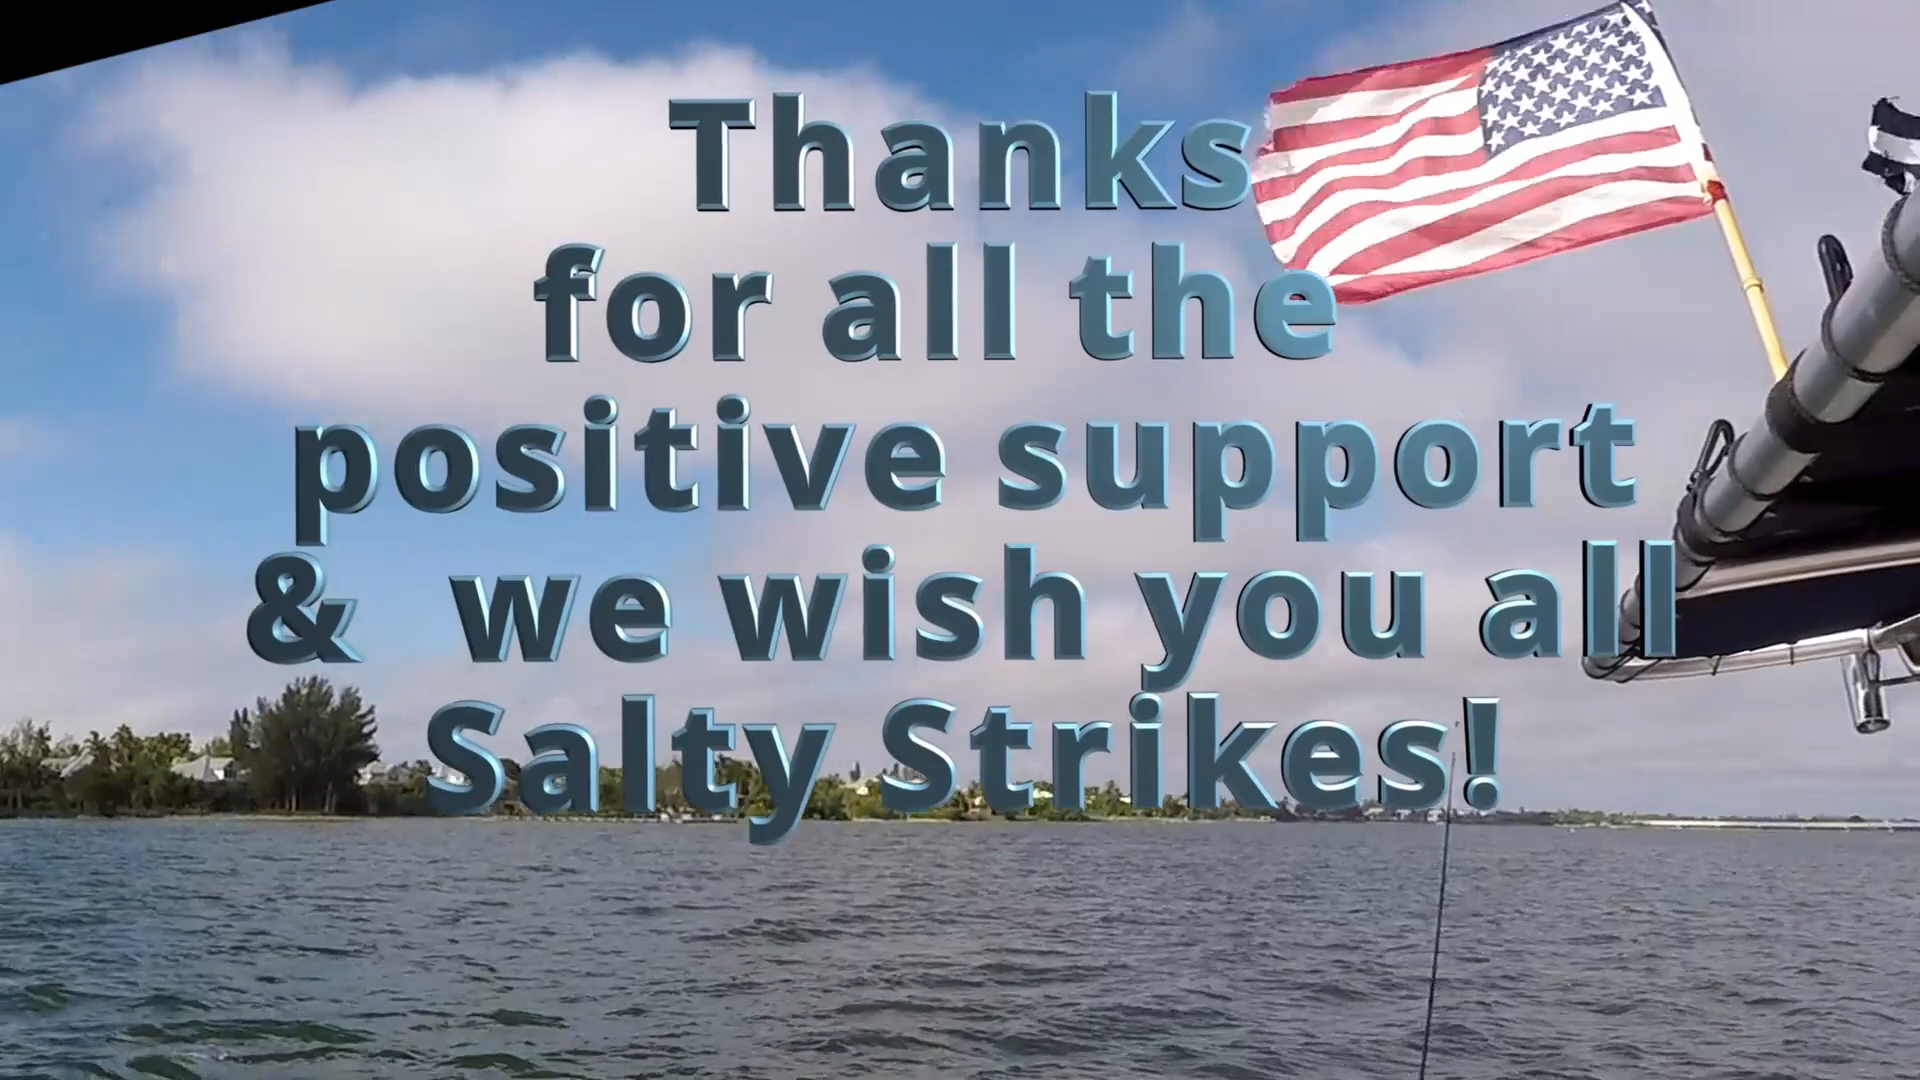 Thanks
for all the
positive support
& we wish you all
Salty Strikes!